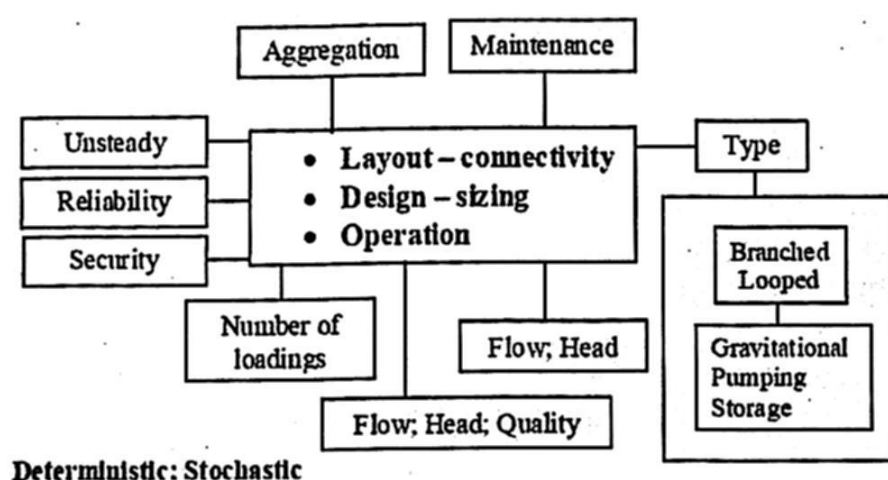 Aggregation
Maintenance
Unsteady
Reliability
Security
• Layout – connectivity
• Design – sizing
• Operation
Type
Branched
Looped
Gravitational
Pumping
Storage
Number of
loadings
Flow; Head
Flow; Head; Quality
Deterministic; Stochastic